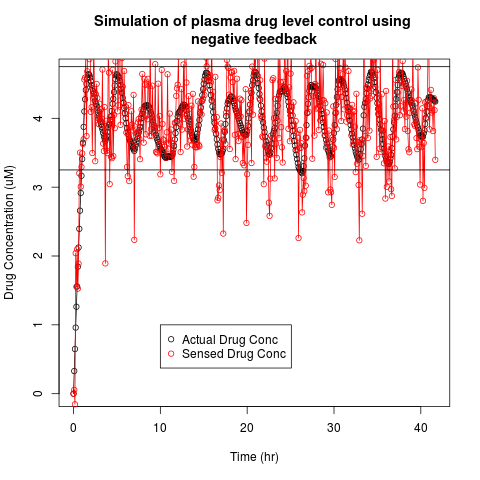 Simulation of plasma drug level control using
negative feedback
Drug Concentration (uM)
4
3
2
1
0
Actual Drug Conc
Sensed Drug Conc
0 10 20 30 40
Time (hr)